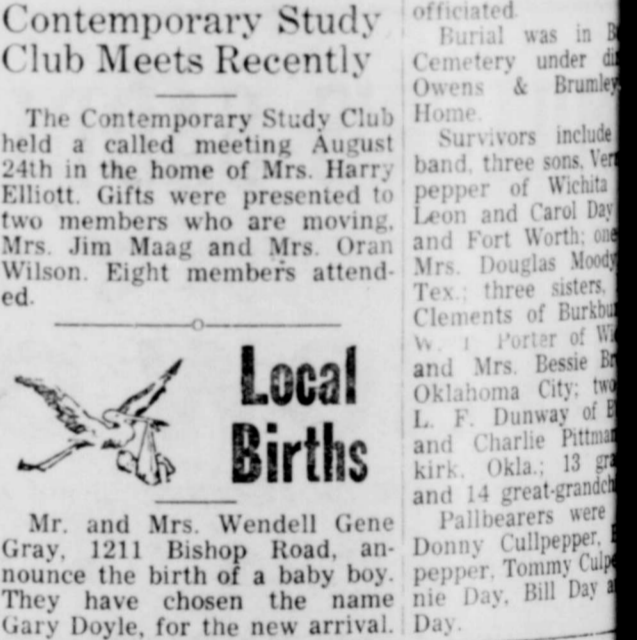 Contemporary Study
Club Meets Recently
The Contemporary Study Club
held a called meeting August
24th in the home of Mrs. Harry
Elliott. Gifts were presented to
two members who are moving,
Mrs. Jim Maag and Mrs. Oran
Wilson. Eight members attend-
ed.
Local
Births
Mr. and Mrs. Wendell Gene
Gray, 1211 Bishop Road, an-
nounce the birth of a baby boy.
They have chosen the name
Gary Doyle, for the new arrival.
officiated.
Burial was in
Cemetery under
Owens & Brumley
Home.
Survivors include
band, three sons,
pepper of Wichita
Leon and Carol Day
and Fort Worth; one
Mrs. Douglas Moody
Tex.; three sisters,
Clements of
W. T. Porter of
and Mrs. Bessie
Oklahoma City; two
L. F. Dunway of
and Charlie Pittman
kirk, Okla.; 13
and 14
Pallbearers were
Donny Cullpepper,
pepper, Tommy
nie Day, Bill Day
Day.